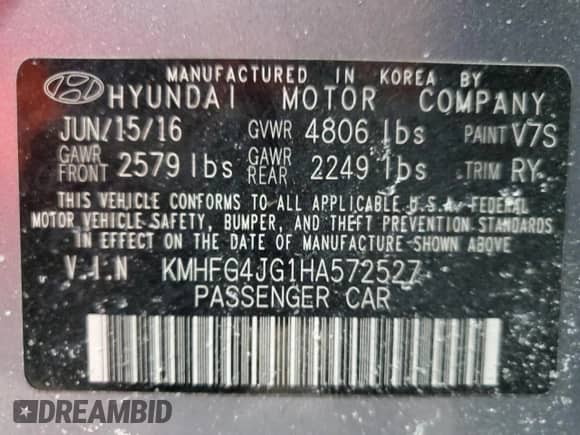 MANUFACTURED IN KOREA BY
HYUNDAI MOTOR COMPANY
JUN/15/16 GVWR 4806 lbs PAINT V7S
GAWR FRONT 2579 lbs GAWR REAR 2249 lbs TRIM RY
THIS VEHICLE CONFORMS TO ALL APPLICABLE U.S.A. FEDERAL
MOTOR VEHICLE SAFETY, BUMPER, AND THEFT PREVENTION STANDARDS
IN EFFECT ON THE DATE OF MANUFACTURE SHOWN ABOVE.
V.I.N KMHFG4JG1HA572527
PASSENGER CAR
DREAMBID